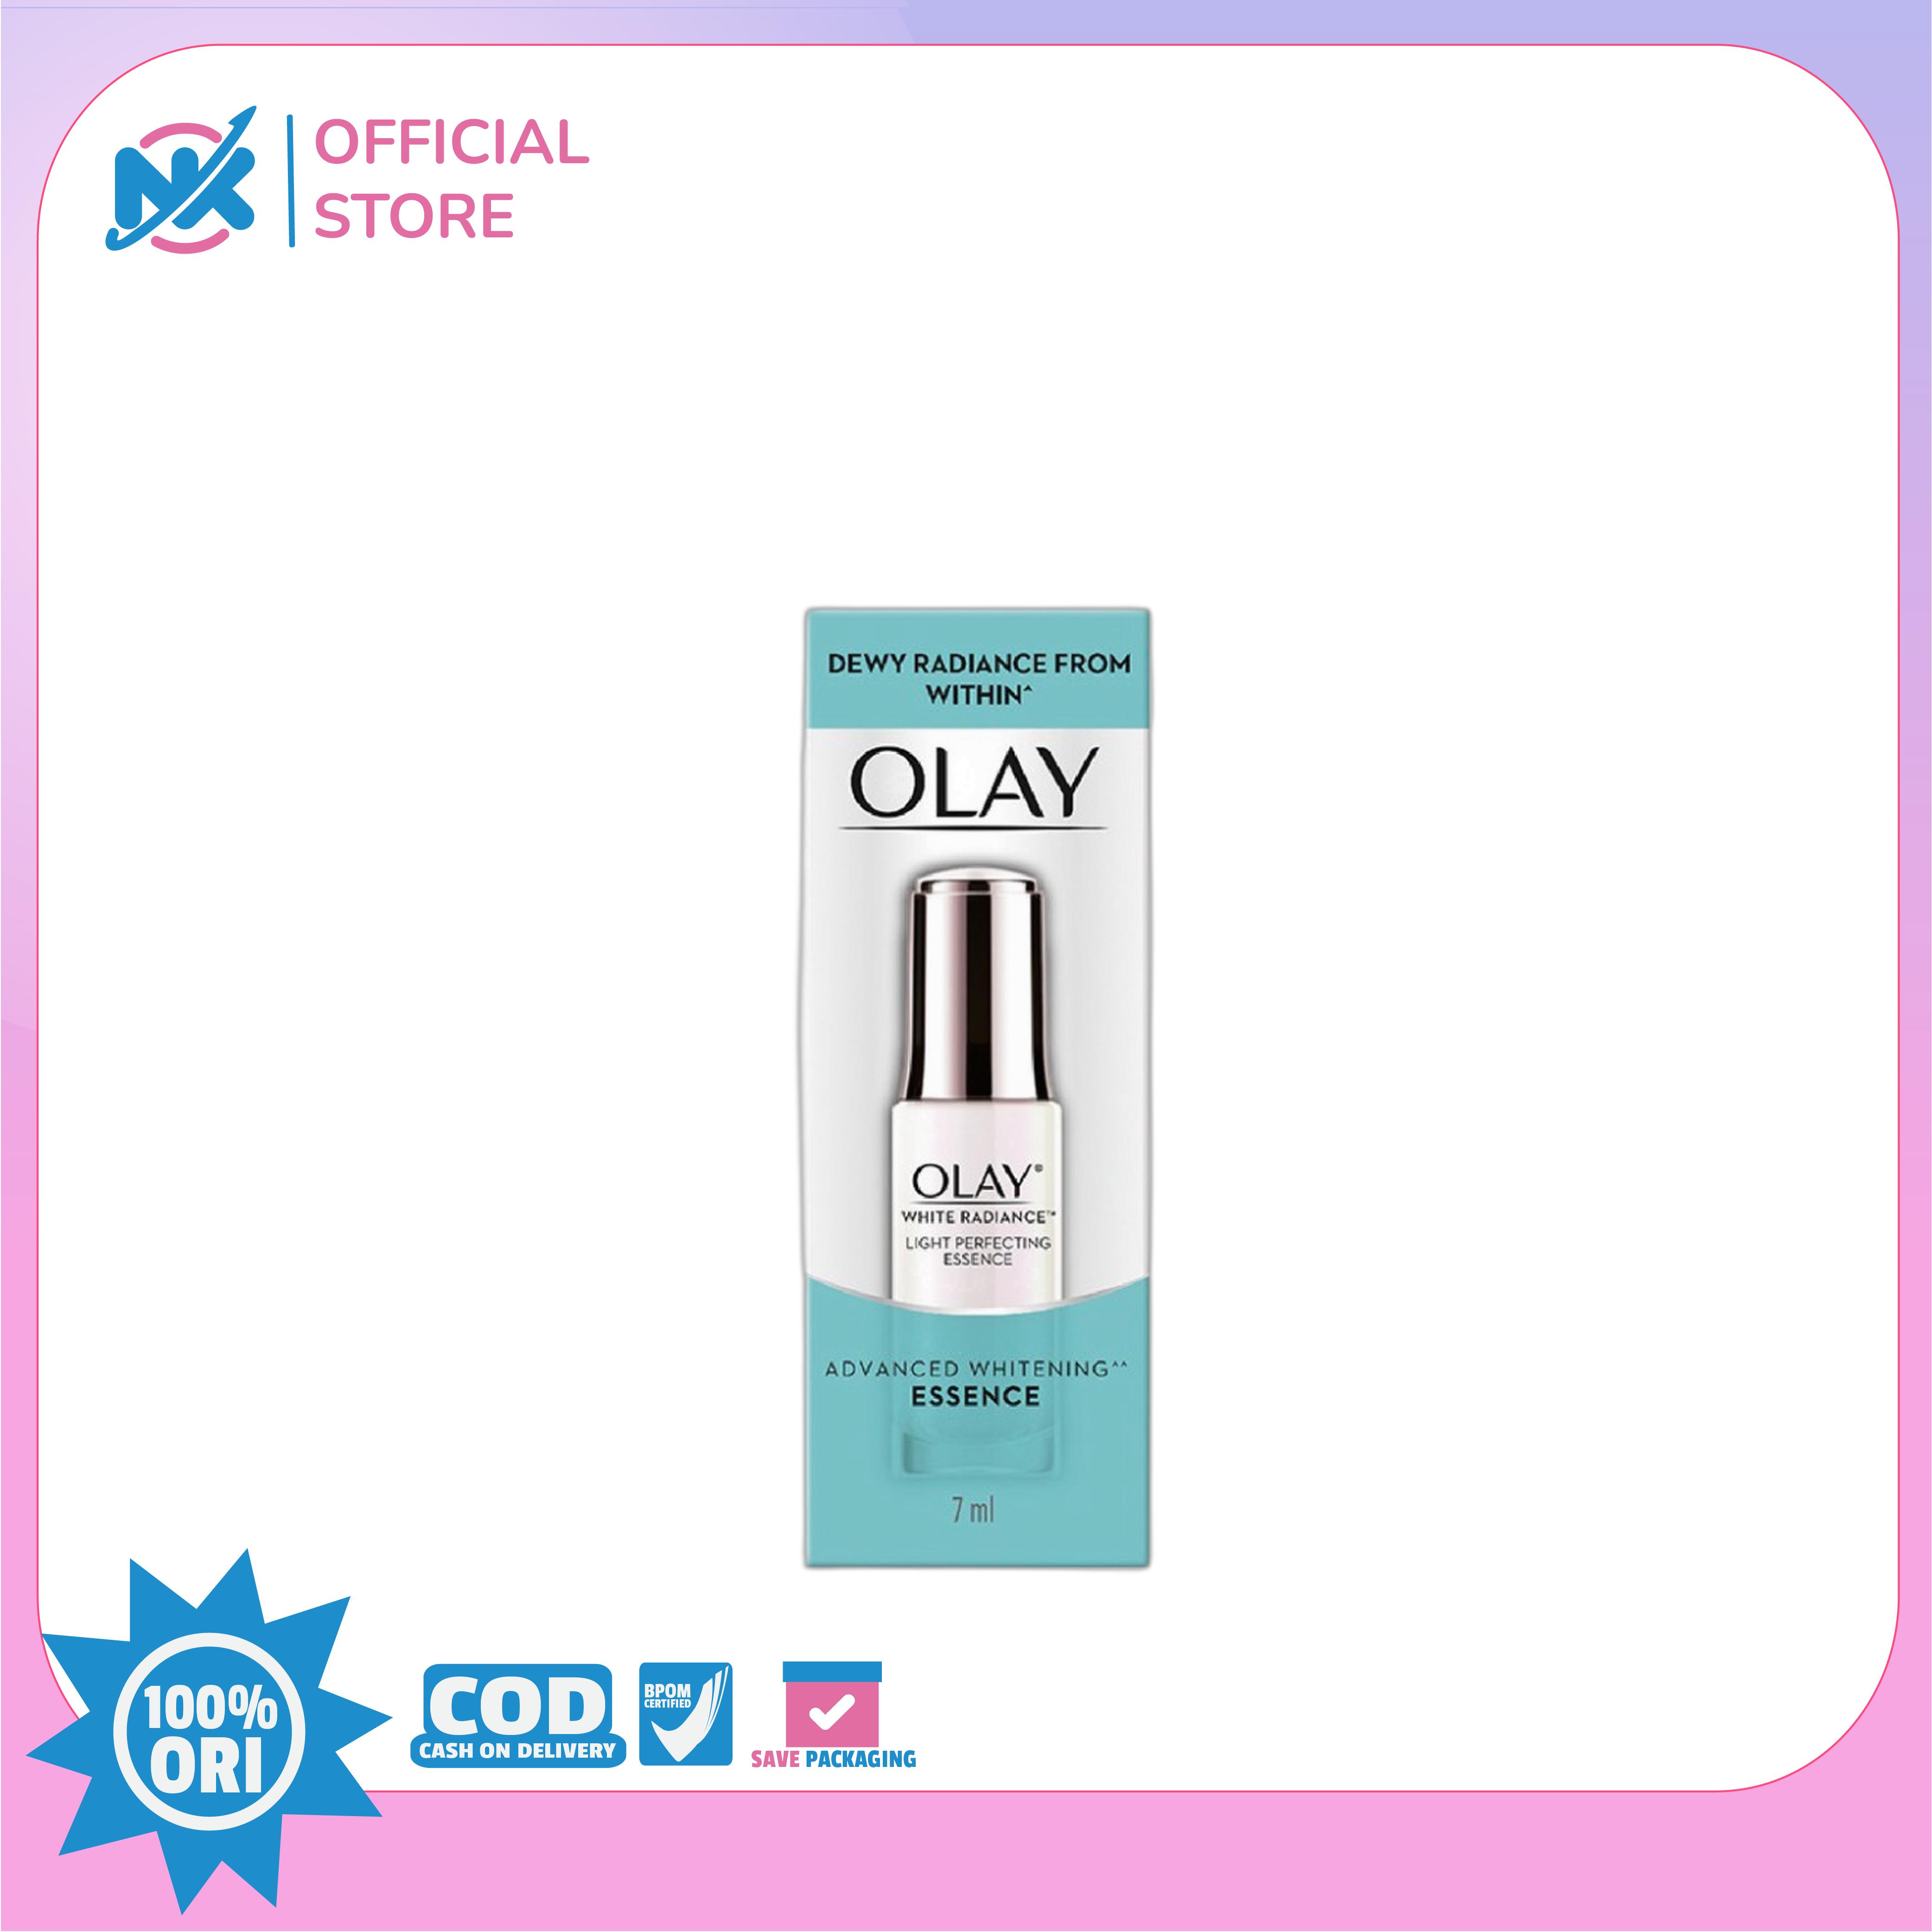 NK
OFFICIAL
STORE
DEWY RADIANCE FROM
WITHIN^
OLAY
OLAY®
WHITE RADIANCE™
LIGHT PERFECTING
ESSENCE
ADVANCED WHITENING^^
ESSENCE
7 ml
100%
ORI
COD
CASH ON DELIVERY
BPOM
CERTIFIED
SAVE PACKAGING